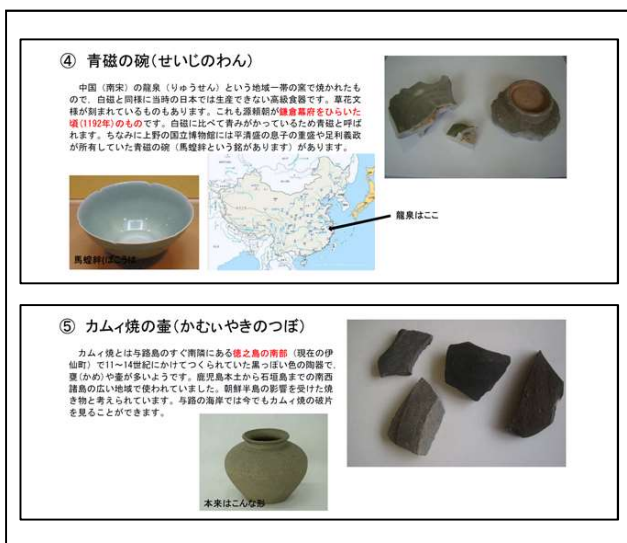 ④ 青磁の碗(せいじのわん)
中国（南宋）の龍泉（りゅうせん）という地域一帯の窯で焼かれたも
ので，白磁と同様に当時の日本では生産できない高級食器です。草花文
様が刻まれているものもあります。これも源頼朝が鎌倉幕府をひらいた
頃(1192年)のものです。白磁に比べて青みがかっているため青磁と呼ば
れます。ちなみに上野の国立博物館には平清盛の息子の重盛や足利義政
が所有していた青磁の碗（馬蝗絆という銘があります）があります。
龍泉はここ
馬蝗絆はこうは
⑤ カムィ焼の壷(かむぃやきのつぼ)
カムィ焼とは与路島のすぐ南隣にある徳之島の南部（現在の伊
仙町）で11～14世紀にかけてつくられていた黒っぽい色の陶器で，
甕(かめ)や壷が多いようです。鹿児島本土から石垣島までの南西
諸島の広い地域で使われていました。朝鮮半島の影響を受けた焼
き物と考えられています。与路の海岸では今でもカムィ焼の破片
を見ることができます。
本来はこんな形